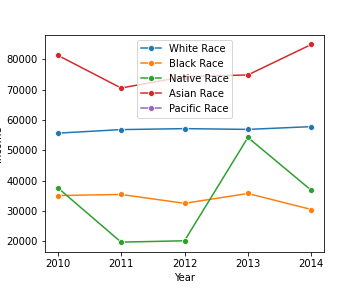 White Race
Black Race
Native Race
Asian Race
Pacific Race
80000
70000
60000
50000
40000
30000
20000
2010
2011
2012
2013
2014
Year